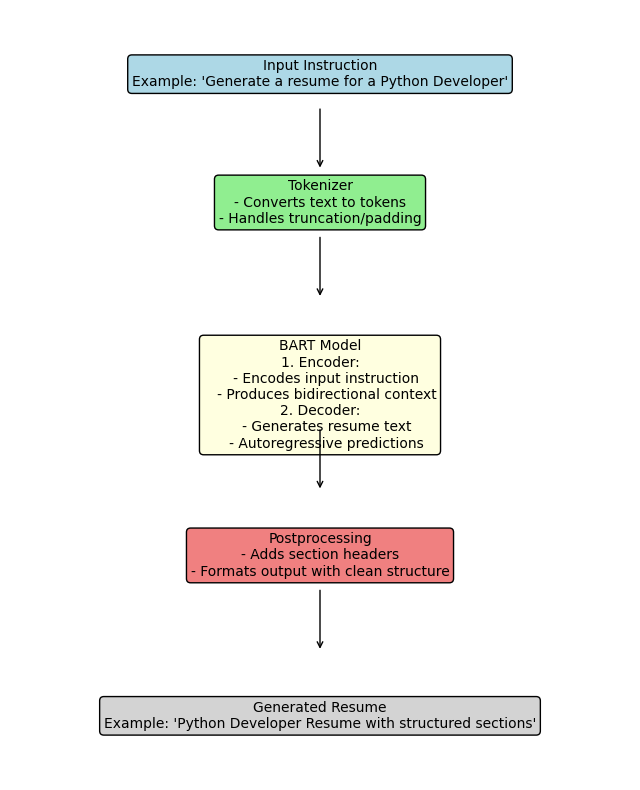 Input Instruction
Example: 'Generate a resume for a Python Developer'
Tokenizer
- Converts text to tokens
- Handles truncation/padding
BART Model
1. Encoder:
- Encodes input instruction
- Produces bidirectional context
2. Decoder:
- Generates resume text
- Autoregressive predictions
Postprocessing
- Adds section headers
- Formats output with clean structure
Generated Resume
Example: 'Python Developer Resume with structured sections'